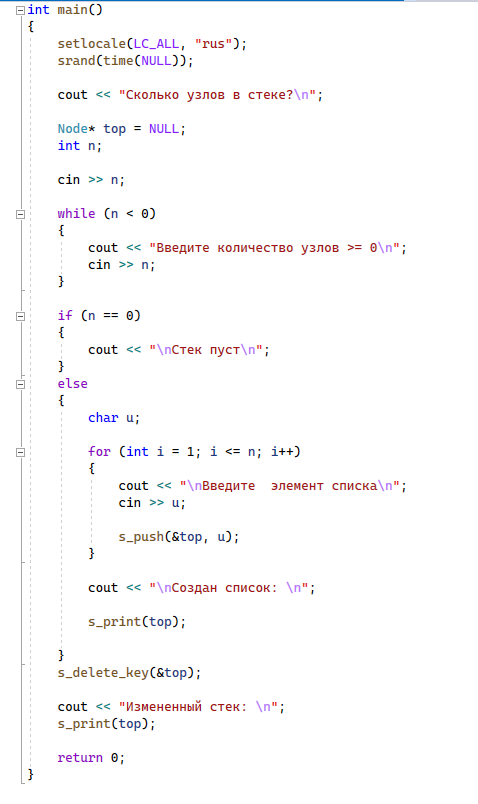 int main()
{
setlocale(LC_ALL, "rus");
srand(time(NULL));
cout << "Сколько узлов в стеке?\n";
Node* top = NULL;
int n;
cin >> n;
while (n < 0)
{
cout << "Введите количество узлов >= 0\n";
cin >> n;
}
if (n == 0)
{
cout << "\nСтек пуст\n";
}
else
{
char u;
for (int i = 1; i <= n; i++)
{
cout << "\nВведите  элемент списка\n";
cin >> u;
s_push(&top, u);
}
cout << "\nСоздан список: \n";
s_print(top);
}
s_delete_key(&top);
cout << "Измененный стек: \n";
s_print(top);
return 0;
}